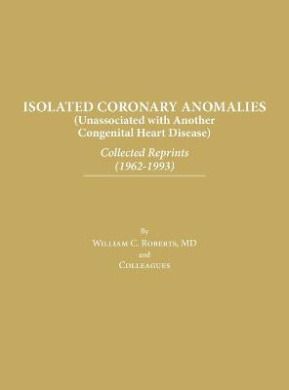 ISOLATED CORONARY ANOMALIES
(Unassociated with Another
Congenital Heart Disease)
Collected Reprints
(1962-1993)
By
WILLIAM C. ROBERTS, MD
and
COLLEAGUES